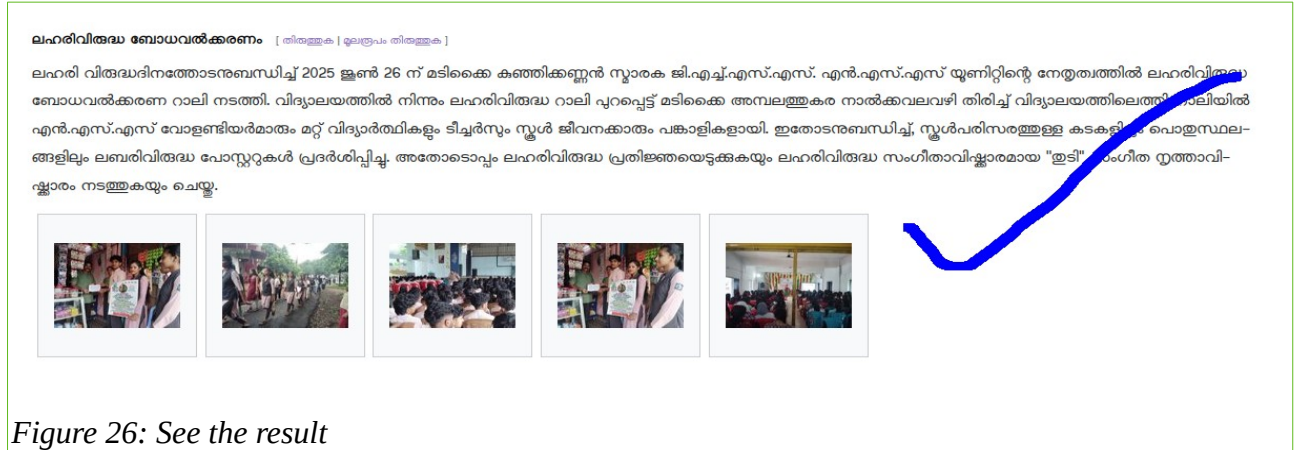 ലഹരിവിരുദ്ധ ബോധവൽക്കരണം [ തിരുത്തുക | മൂലരൂപം തിരുത്തുക ]
ലഹരി വിരുദ്ധദിനത്തോടനുബന്ധിച്ച് 2025 ജൂൺ 26 ന് മടിക്കൈ കുഞ്ഞിക്കണ്ണൻ സ്മാരക ജി.എച്ച്.എസ്.എസ്. എൻ.എസ്.എസ് യൂണിറ്റിന്റെ നേതൃത്വത്തിൽ ലഹരിവിരുദ്ധ
ബോധവൽക്കരണ റാലി നടത്തി. വിദ്യാലയത്തിൽ നിന്നും ലഹരിവിരുദ്ധ റാലി പുറപ്പെട്ട് മടിക്കൈ അമ്പലത്തുകര നാൽക്കവലവഴി തിരിച്ച് വിദ്യാലയത്തിലെത്തി. റാലിയിൽ
എൻ.എസ്.എസ് വോളണ്ടിയർമാരും മറ്റ് വിദ്യാർത്ഥികളും ടീച്ചർസും സ്കൂൾ ജീവനക്കാരും പങ്കാളികളായി. ഇതോടനുബന്ധിച്ച്, സ്കൂൾപരിസരത്തുള്ള കടകളിലും പൊതുസ്ഥല-
ങ്ങളിലും ലബരിവിരുദ്ധ പോസ്റ്ററുകൾ പ്രദർശിപ്പിച്ചു. അതോടൊപ്പം ലഹരിവിരുദ്ധ പ്രതിജ്ഞയെടുക്കുകയും ലഹരിവിരുദ്ധ സംഗീതാവിഷ്ക്കാരമായ "തുടി" സംഗീത നൃത്താവി-
ഷ്ക്കാരം നടത്തുകയും ചെയ്തു.
Figure 26: See the result